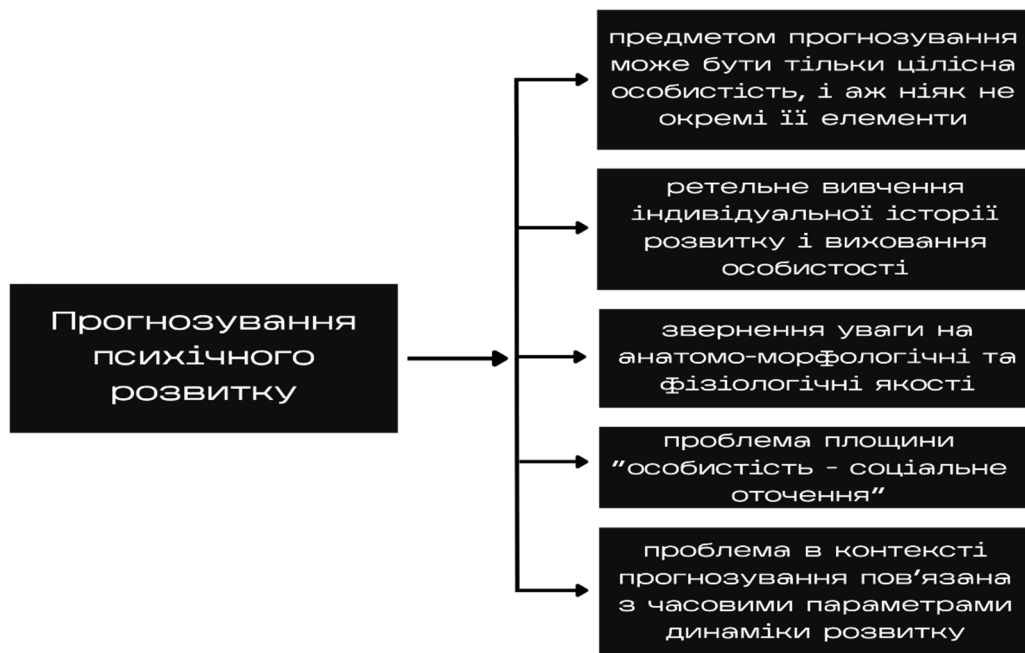 Прогнозування
психічного
розвитку
предметом прогнозування
може бути тільки цілісна
особистість, і аж ніяк не
окремі її елементи
ретельне вивчення
індивідуальної історії
розвитку і виховання
особистості
звернення уваги на
анатомо-морфологічні та
фізіологічні якості
проблема площини
"особистість - соціальне
оточення"
проблема в контексті
прогнозування пов'язана
з часовими параметрами
динаміки розвитку